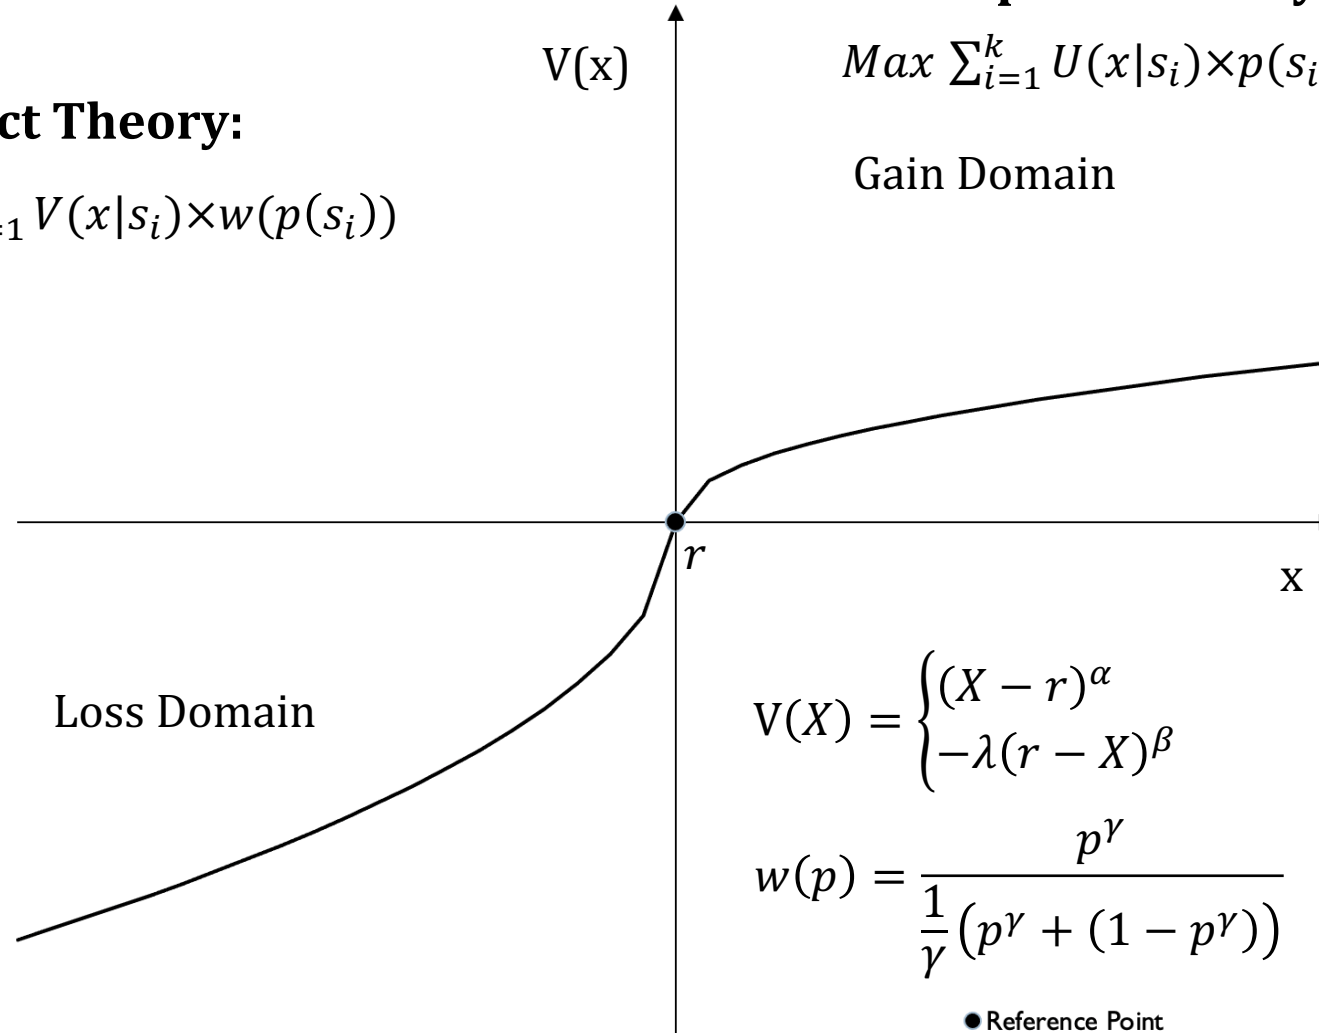 V(x)
Max ∑_{i=1}^{k} U(x|s_i)×p(s_i
ct Theory:
Gain Domain
=1 V(x|s_i)×w(p(s_i))
r
x
Loss Domain
V(X) = { (X − r)^α
−λ(r − X)^β
w(p) = p^γ / (1/γ (p^γ + (1 − p^γ)))
Reference Point